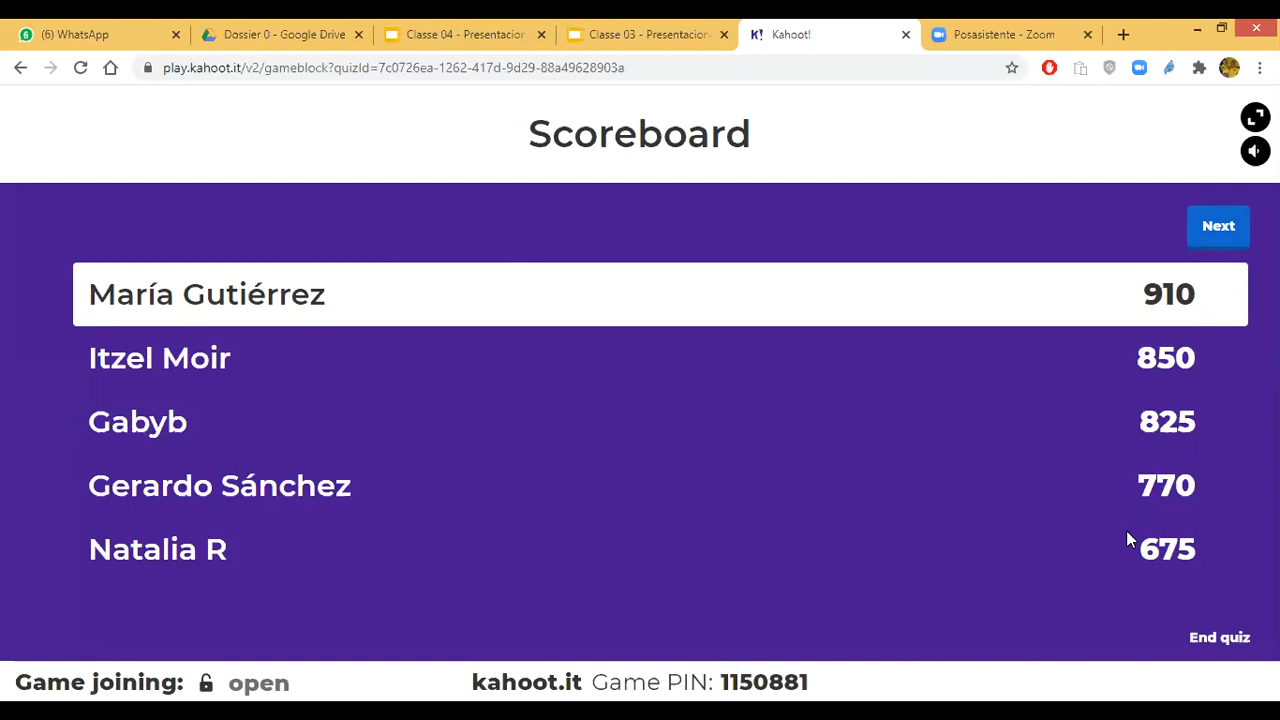 6 (6) WhatsApp Dossier 0 - Google Drive Classe 04 - Presentacion Classe 03 - Presentacion K! Kahoot! Posasistente - Zoom
play.kahoot.it/v2/gameblock?quizId=7c0726ea-1262-417d-9d29-88a49628903a
Scoreboard
Next
María Gutiérrez 910
Itzel Moir 850
Gabyb 825
Gerardo Sánchez 770
Natalia R 675
End quiz
Game joining: open kahoot.it Game PIN: 1150881